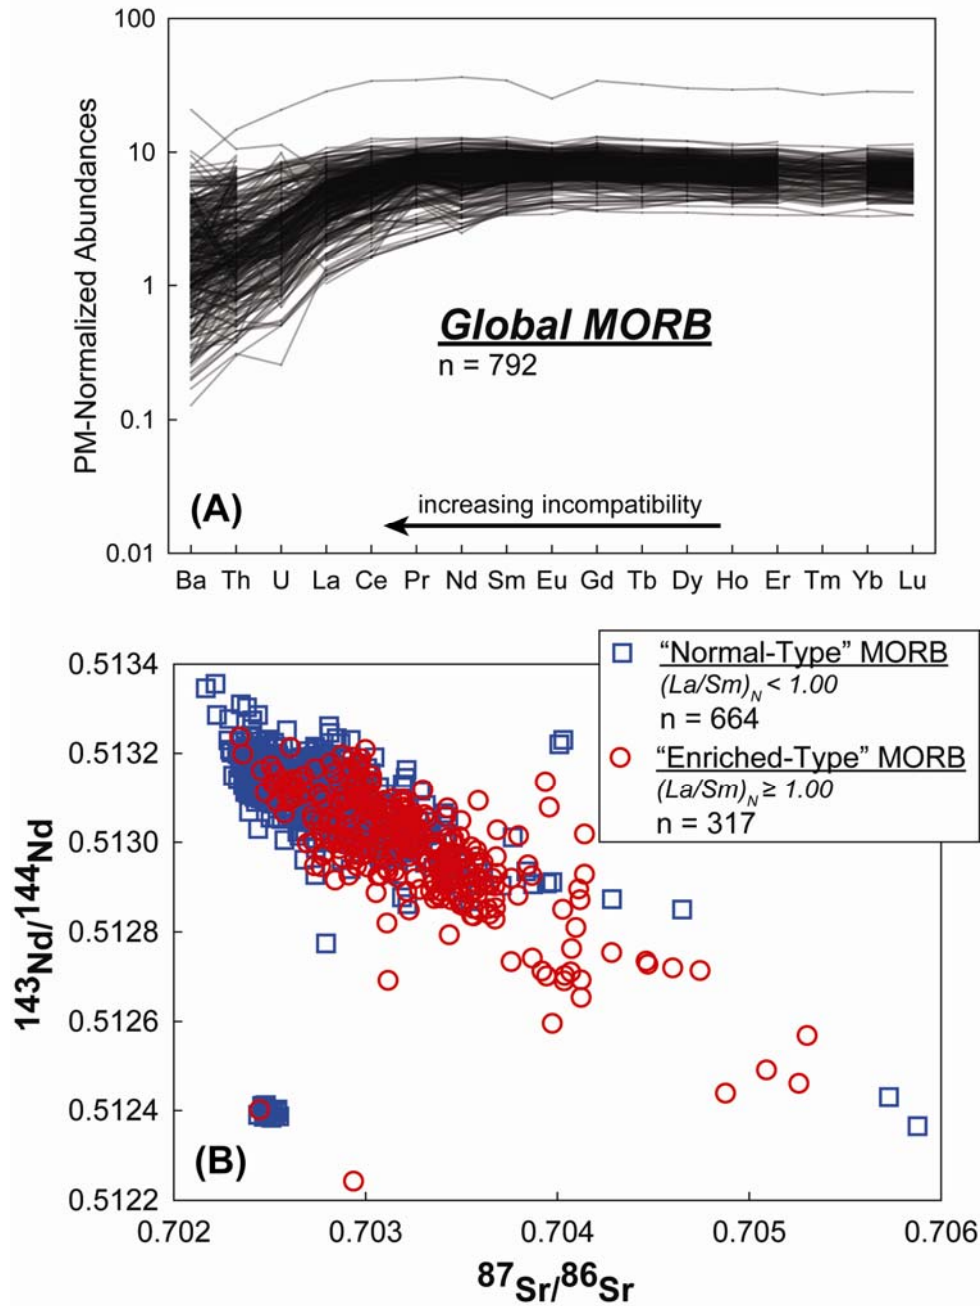 100
10
1
0.1
0.01
PM-Normalized Abundances
Global MORB
n = 792
(A)
increasing incompatibility
Ba Th U La Ce Pr Nd Sm Eu Gd Tb Dy Ho Er Tm Yb Lu
"Normal-Type" MORB
(La/Sm)N < 1.00
n = 664
"Enriched-Type" MORB
(La/Sm)N ≥ 1.00
n = 317
0.5134
0.5132
0.5130
0.5128
0.5126
0.5124
0.5122
143Nd/144Nd
(B)
0.702 0.703 0.704 0.705 0.706
87Sr/86Sr